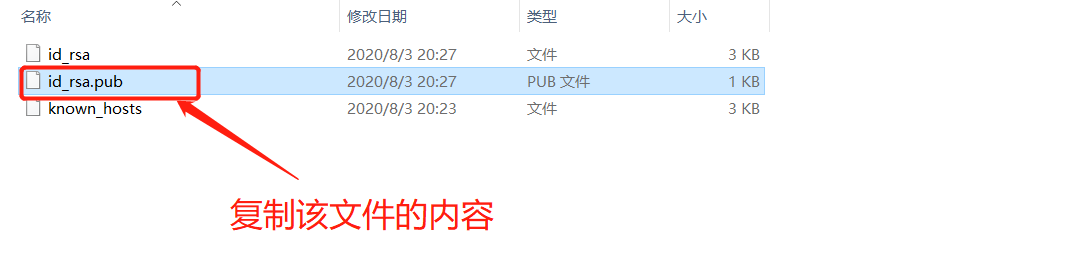 名称 修改日期 类型 大小
id_rsa 2020/8/3 20:27 文件 3 KB
id_rsa.pub 2020/8/3 20:27 PUB 文件 1 KB
known_hosts 2020/8/3 20:23 文件 3 KB
复制该文件的内容